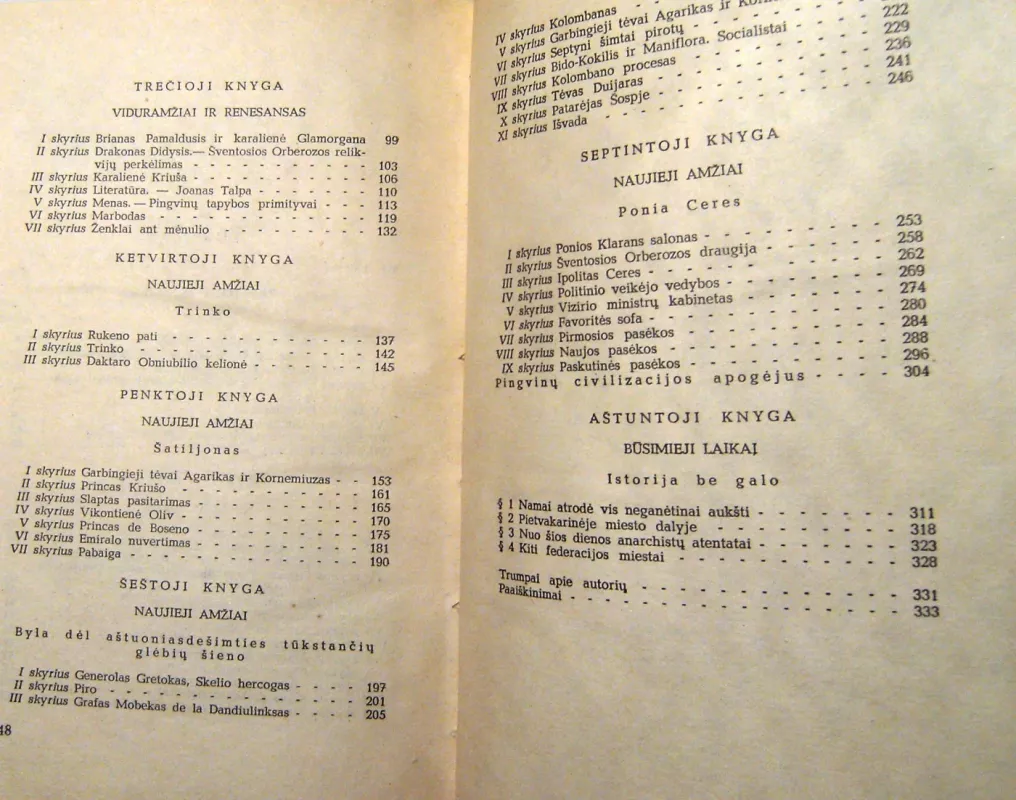 TREČIOJI KNYGA
VIDURAMŽIAI IR RENESANSAS
I skyrius Brianas Pamaldusis ir karalienė Glamorgana 99
II skyrius Drakonas Didysis.— Šventosios Orberozos relik-
vijų perkėlimas - - - - - - - - - - - 103
III skyrius Karalienė Kriuša - - - - - - - - - - - 106
IV skyrius Literatūra. — Joanas Talpa - - - - - - - 110
V skyrius Menas. — Pingvinų tapybos primityvai - - - 113
VI skyrius Marbodas - - - - - - - - - - - - 119
VII skyrius Ženklai ant mėnulio - - - - - - - - - 132
KETVIRTOJI KNYGA
NAUJIEJI AMŽIAI
Trinko
I skyrius Rukeno pati - - - - - - - - - - - - 137
II skyrius Trinko - - - - - - - - - - - - - 142
III skyrius Daktaro Obniubilio kelionė - - - - - - - 145
PENKTOJI KNYGA
NAUJIEJI AMŽIAI
Šatiljonas
I skyrius Garbingieji tėvai Agarikas ir Kornemiuzas - - 153
II skyrius Princas Kriušo - - - - - - - - - - - 161
III skyrius Slaptas pasitarimas - - - - - - - - - - 165
IV skyrius Vikontienė Oliv - - - - - - - - - - - 170
V skyrius Princas de Boseno - - - - - - - - - - 175
VI skyrius Emiralo nuvertimas - - - - - - - - - - 181
VII skyrius Pabaiga - - - - - - - - - - - - - 190
ŠEŠTOJI KNYGA
NAUJIEJI AMŽIAI
Byla dėl aštuoniasdešimties tūkstančių
glėbių šieno
I skyrius Generolas Gretokas, Skelio hercogas - - - - 197
II skyrius Piro - - - - - - - - - - - - - - 201
III skyrius Grafas Mobekas de la Dandiulinksas - - - - 205
48
IV skyrius Kolombanas - - - - - - - - -
V skyrius Garbingieji tėvai Agarikas ir
VI skyrius Septyni šimtai pirotų - - - - - - - 222
VII skyrius Bido-Kokilis ir Maniflora. Socialistai - - - 229
VIII skyrius Kolombano procesas - - - - - - - - 236
IX skyrius Tėvas Duijaras - - - - - - - - - - 241
X skyrius Patarėjas Šospje - - - - - - - - - - 246
XI skyrius Išvada - - -
SEPTINTOJI KNYGA
NAUJIEJI AMŽIAI
Ponia Ceres
I skyrius Ponios Klarans salonas - - - - - - - - 253
II skyrius Šventosios Orberozos draugija - - - - - - 258
III skyrius Ipolitas Ceres - - - - - - - - - - - 262
IV skyrius Politinio veikėjo vedybos - - - - - - - - 269
V skyrius Vizirio ministrų kabinetas - - - - - - - - 274
VI skyrius Favoritės sofa - - - - - - - - - - - 280
VII skyrius Pirmosios pasėkos - - - - - - - - - - 284
VIII skyrius Naujos pasėkos - - - - - - - - - - - 288
IX skyrius Paskutinės pasėkos - - - - - - - - - - 296
Pingvinų civilizacijos apogėjus - - - - 304
AŠTUNTOJI KNYGA
BŪSIMIEJI LAIKAI
Istorija be galo
§ 1 Namai atrodė vis neganėtinai aukšti - - - - - - - 311
§ 2 Pietvakarinėje miesto dalyje - - - - - - - - - 318
§ 3 Nuo šios dienos anarchistų atentatai - - - - - - - 323
§ 4 Kiti federacijos miestai - - - - - - - - - - - 328
Trumpai apie autorių - - - - - - - - - - - - 331
Paaiškinimai - - - - - - - - - - - - - - 333